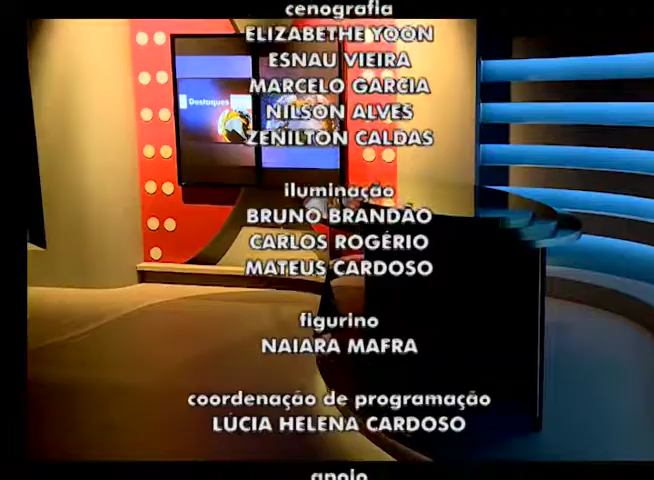 cenografia
ELIZABETHE YOON
ESNAU VIEIRA
MARCELO GARCIA
NILSON ALVES
ZENILTON CALDAS
Destaques
iluminação
BRUNO BRANDÃO
CARLOS ROGÉRIO
MATEUS CARDOSO
figurino
NAIARA MAFRA
coordenação de programação
LÚCIA HELENA CARDOSO
apoio